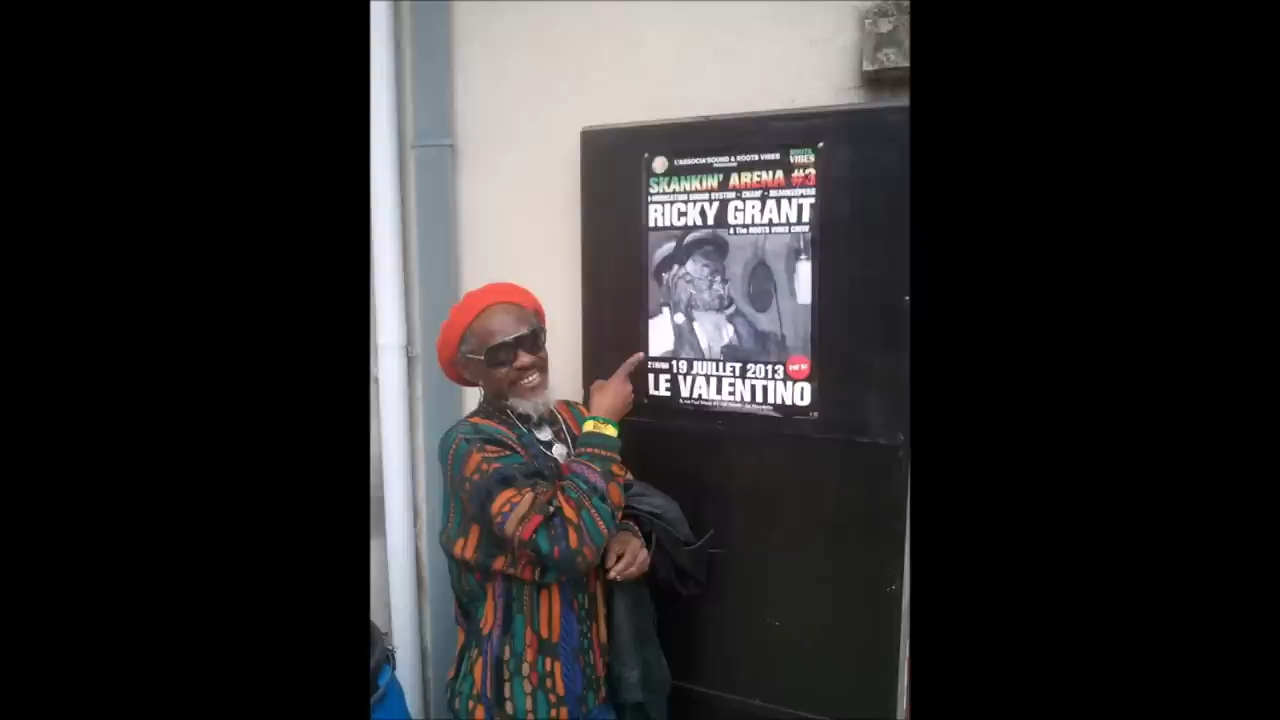 L'ASSOCIA'SOUND & ROOTS VIBES
ROOTS
VIBES
SKANKIN' ARENA #3
RICKY GRANT
& The ROOTS VIBES CREW
19 JUILLET 2013
LE VALENTINO